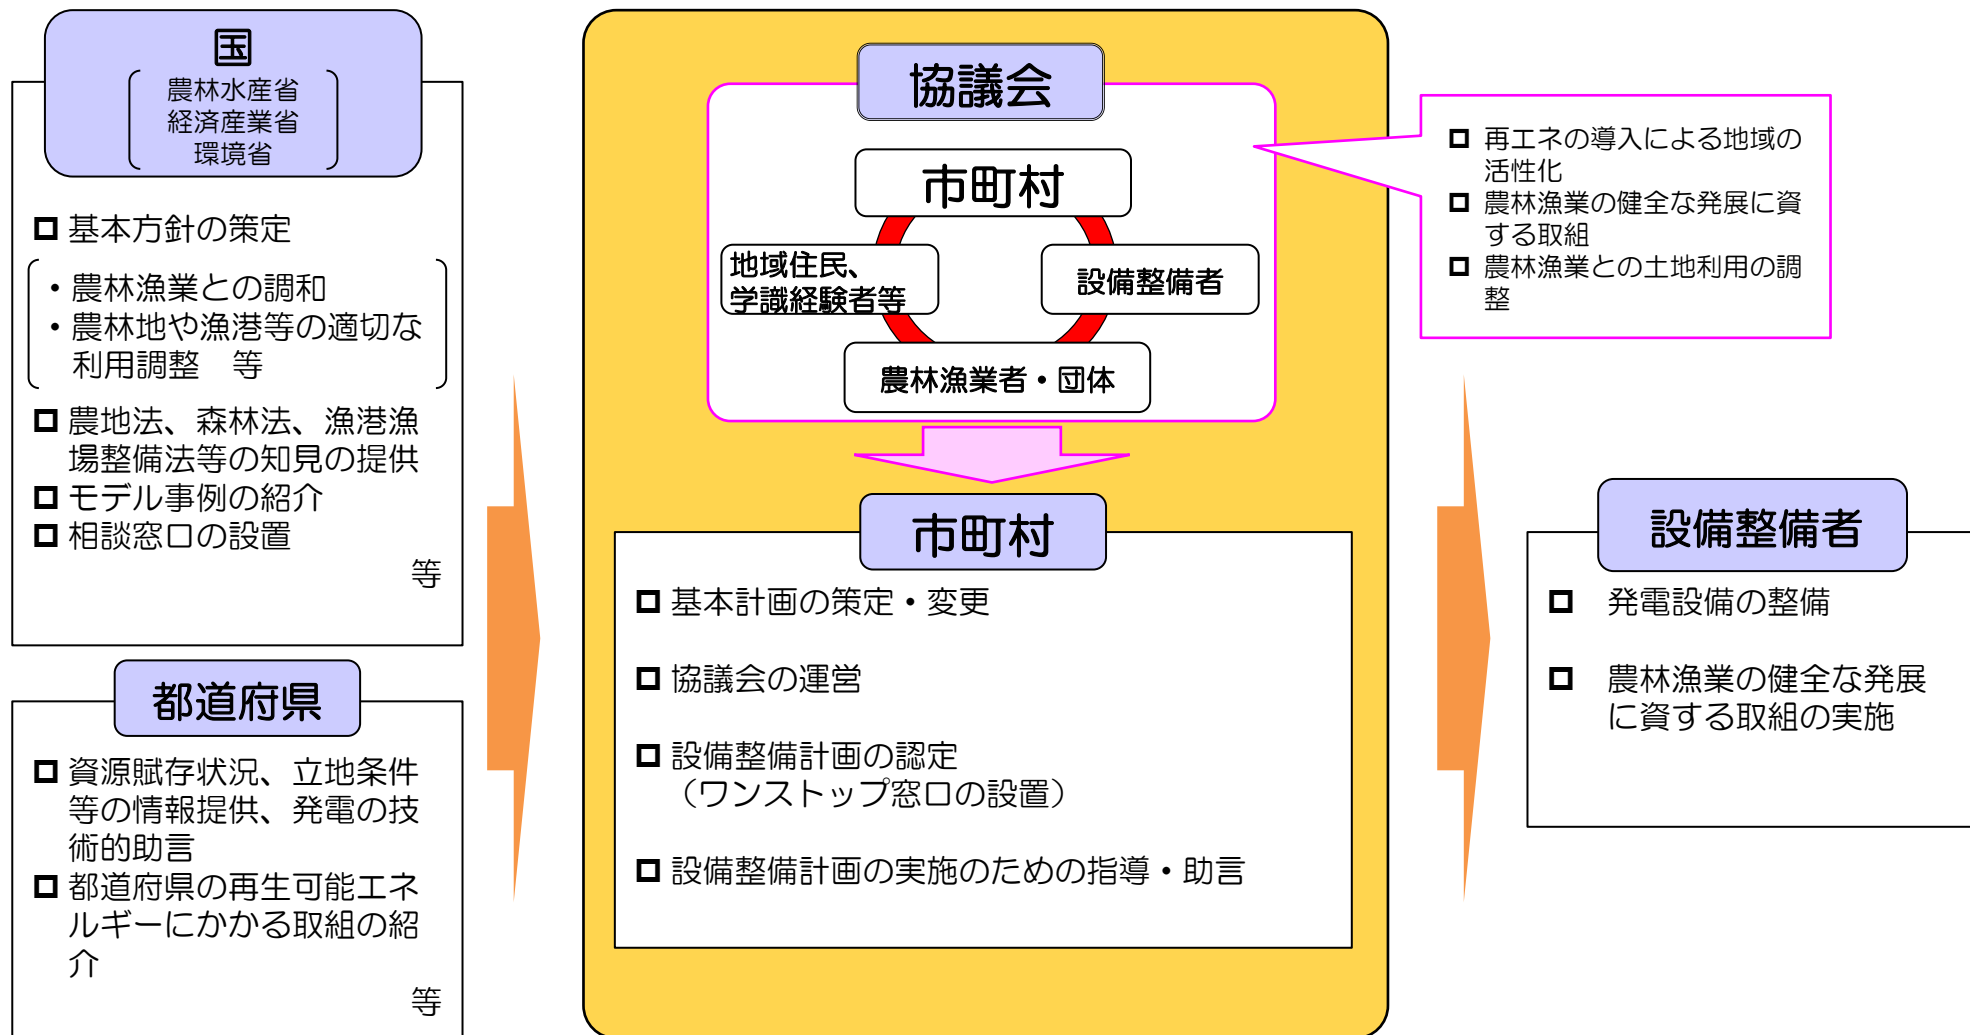 国
農林水産省
経済産業省
環境省
基本方針の策定
・農林漁業との調和
・農林地や漁港等の適切な
利用調整　等
農地法、森林法、漁港漁
場整備法等の知見の提供
モデル事例の紹介
相談窓口の設置
等
都道府県
資源賦存状況、立地条件
等の情報提供、発電の技
術的助言
都道府県の再生可能エネ
ルギーにかかる取組の紹
介
等
協議会
市町村
地域住民、
学識経験者等
設備整備者
農林漁業者・団体
再エネの導入による地域の
活性化
農林漁業の健全な発展に資
する取組
農林漁業との土地利用の調
整
市町村
基本計画の策定・変更
協議会の運営
設備整備計画の認定
（ワンストップ窓口の設置）
設備整備計画の実施のための指導・助言
設備整備者
発電設備の整備
農林漁業の健全な発展
に資する取組の実施